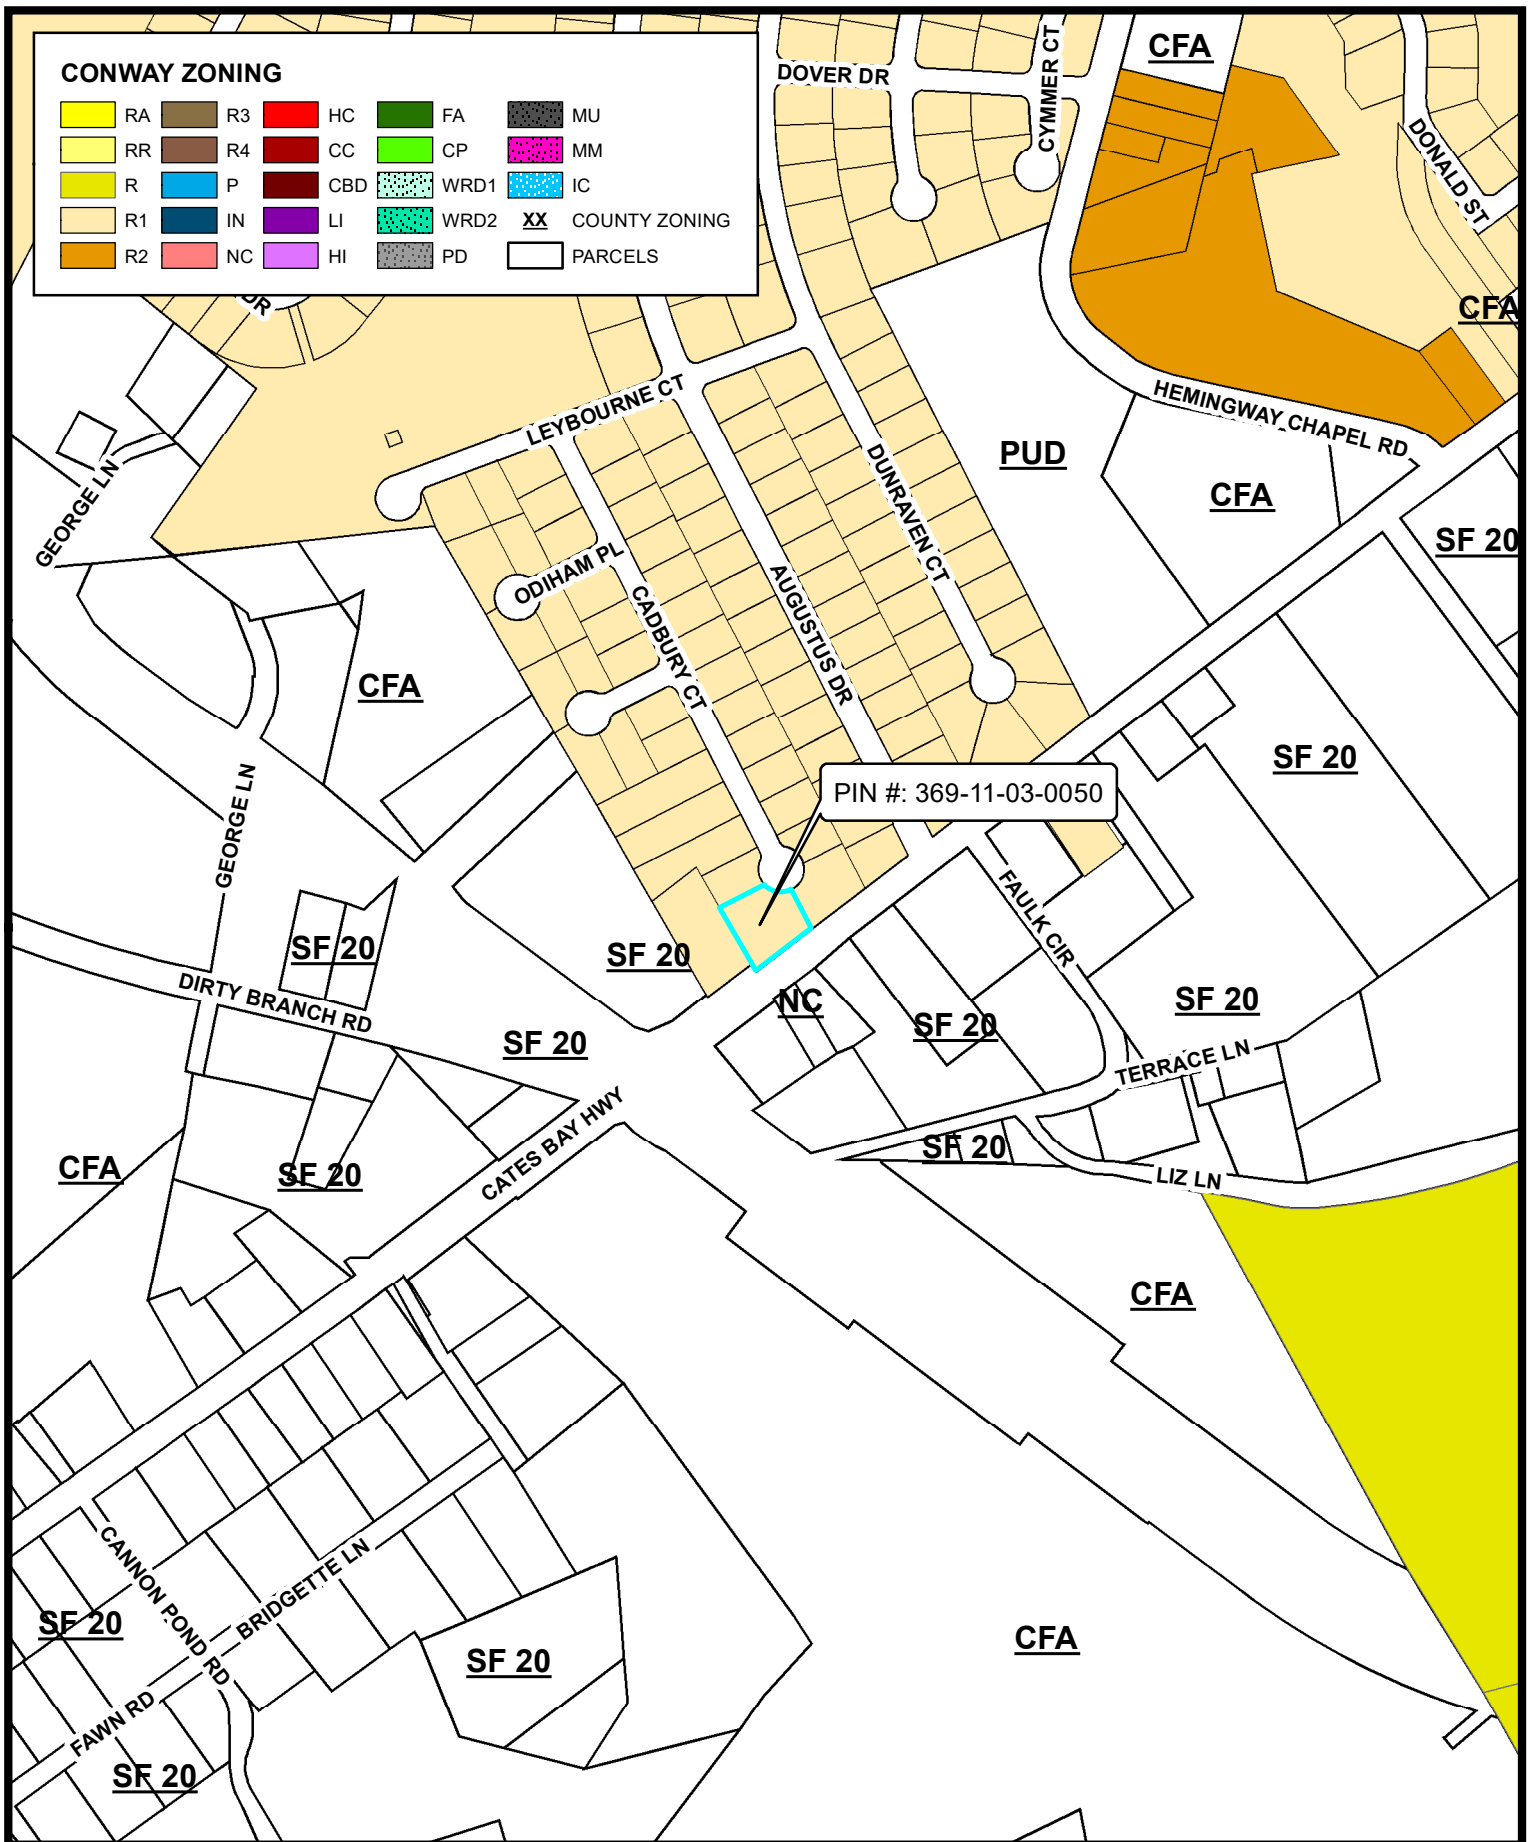 CONWAY ZONING
RA R3 HC FA MU
RR R4 CC CP MM
R P CBD WRD1 IC
R1 IN LI WRD2 XX COUNTY ZONING
R2 NC HI PD PARCELS
DOVER DR
CYMMER CT
CFA
DONALD ST
DR
CFA
LEYBOURNE CT
HEMINGWAY CHAPEL RD
GEORGE LN
DUNRAVEN CT
PUD
CFA
SF 20
ODIHAM PL
CADBURY CT
AUGUSTUS DR
CFA
SF 20
GEORGE LN
PIN #: 369-11-03-0050
FAULK CIR
SF 20
SF 20
DIRTY BRANCH RD
NC
SF 20
SF 20
SF 20
TERRACE LN
CATES BAY HWY
SF 20
CFA
SF 20
LIZ LN
CFA
CANNON POND RD
BRIDGETTE LN
SF 20
SF 20
CFA
FAWN RD
SF 20